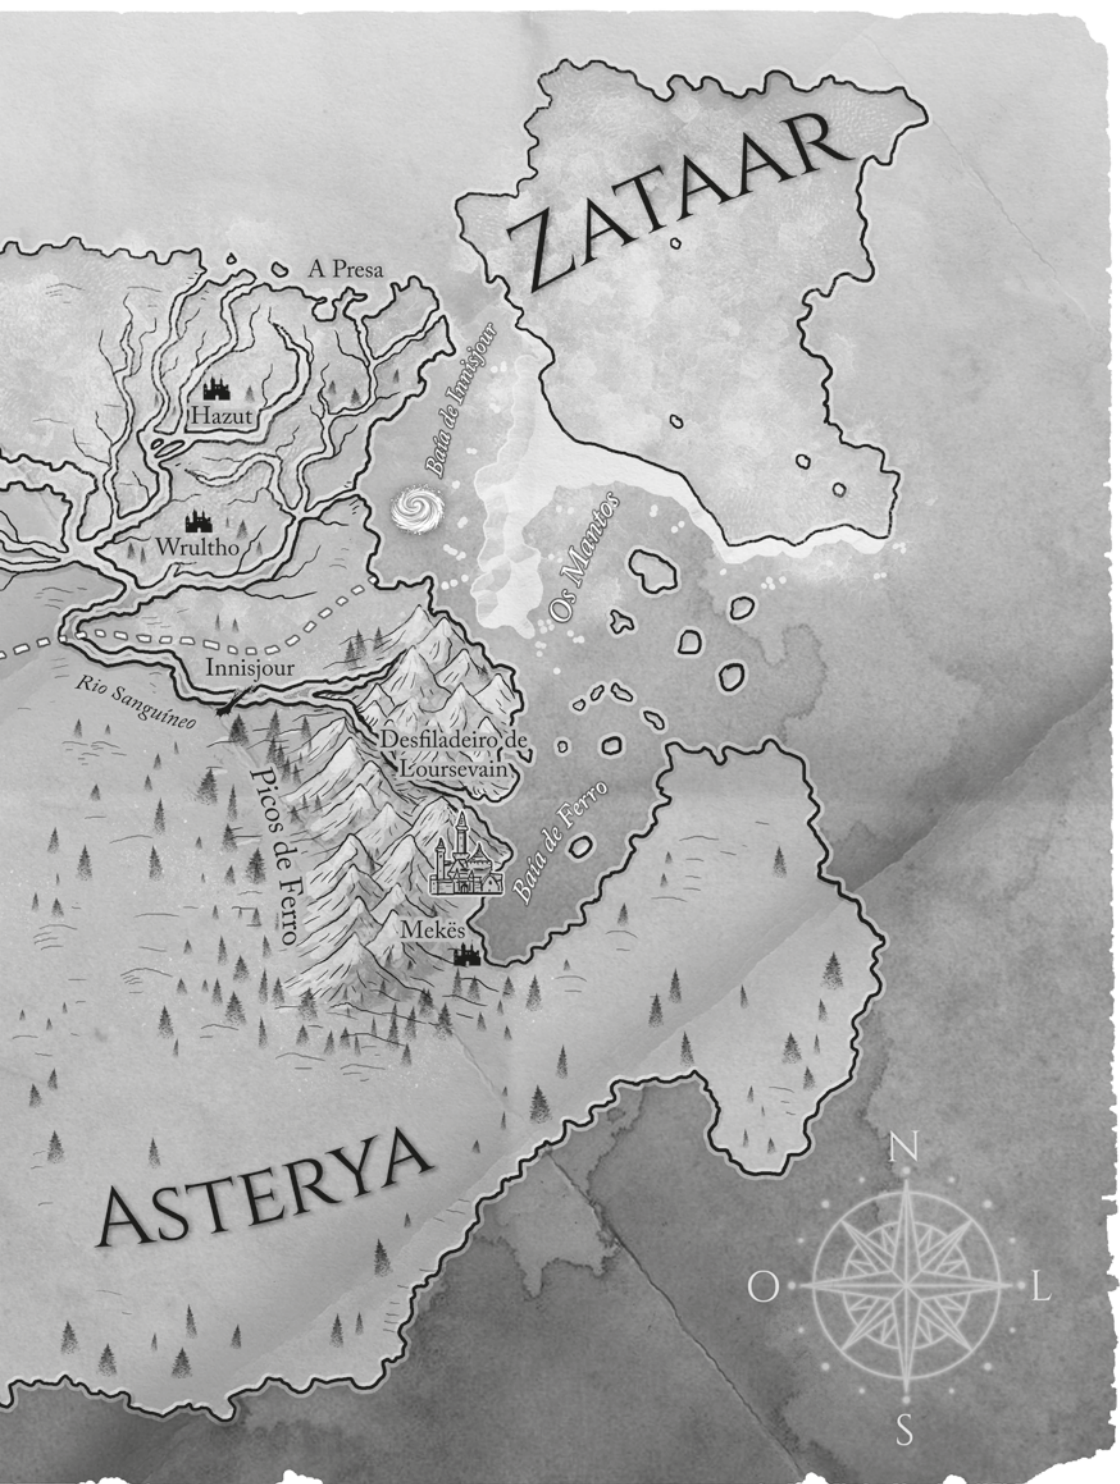 ZATAAR
A Presa
Baía de Innisjour
Hazut
Os Mantos
Wrultho
Innisjour
Rio Sanguíneo
Desfiladeiro de
Loursevain
Picos de Ferro
Baía de Ferro
Mekës
ASTERYA
N
O
L
S